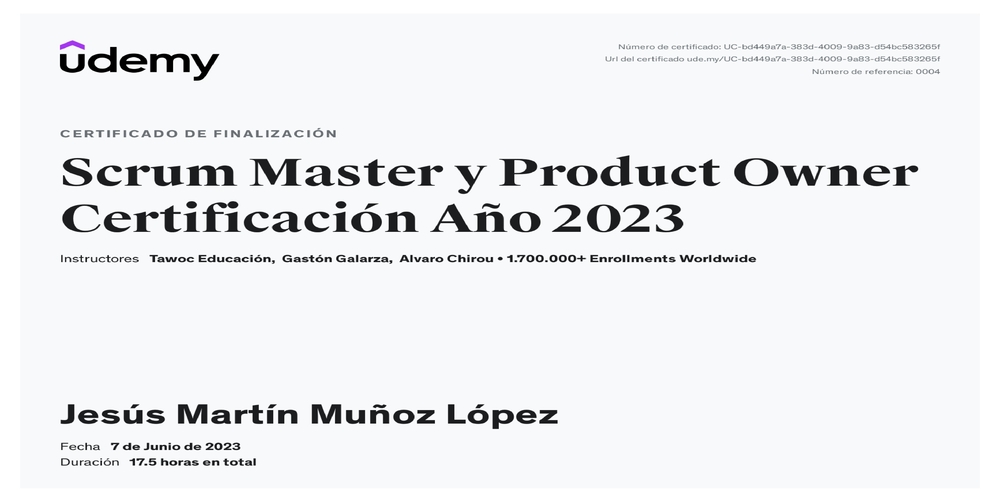 udemy
Número de certificado: UC-bd449a7a-383d-4009-9a83-d54bc583265f
Url del certificado ude.my/UC-bd449a7a-383d-4009-9a83-d54bc583265f
Número de referencia: 0004
CERTIFICADO DE FINALIZACIÓN
Scrum Master y Product Owner
Certificación Año 2023
Instructores Tawoc Educación, Gastón Galarza, Alvaro Chirou • 1.700.000+ Enrollments Worldwide
Jesús Martín Muñoz López
Fecha 7 de Junio de 2023
Duración 17.5 horas en total